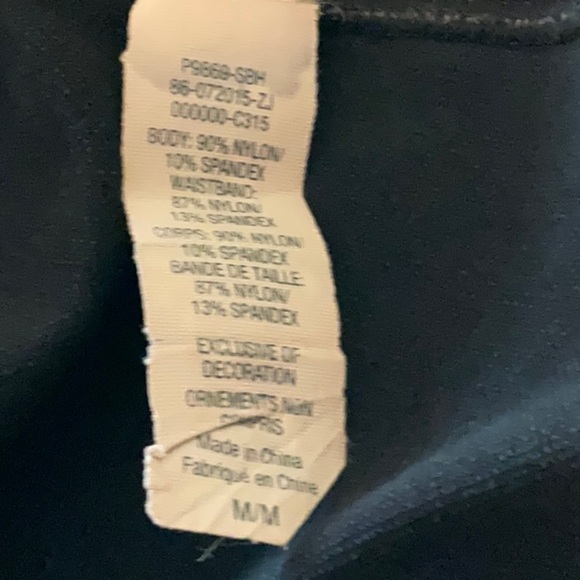 P9869-SBH
86-072015-ZJ
000000-C315
BODY: 90% NYLON/
10% SPANDEX
WAISTBAND:
87% NYLON/
13% SPANDEX
CORPS: 90% NYLON/
10% SPANDEX
BANDE DE TAILLE:
87% NYLON/
13% SPANDEX
EXCLUSIVE OF
DECORATION
ORNEMENTS NON
COMPRIS
Made in China
Fabriqué en Chine
M/M